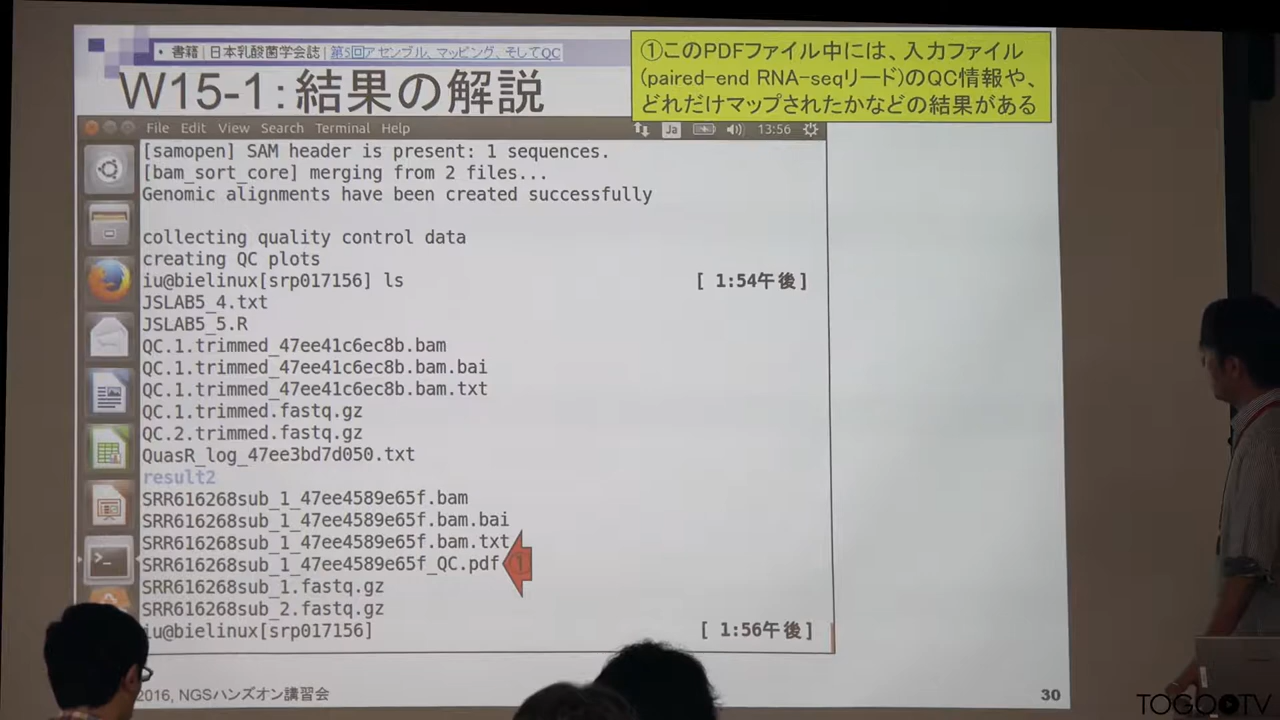 • 書籍 | 日本乳酸菌学会誌 | 第5回アセンブル、マッピング、そしてQC
W15-1：結果の解説
①このPDFファイル中には、入力ファイル
(paired-end RNA-seqリード)のQC情報や、
どれだけマップされたかなどの結果がある
File Edit View Search Terminal Help
Ja 13:56
[samopen] SAM header is present: 1 sequences.
[bam_sort_core] merging from 2 files...
Genomic alignments have been created successfully
collecting quality control data
creating QC plots
iu@bielinux[srp017156] ls [ 1:54午後]
JSLAB5_4.txt
JSLAB5_5.R
QC.1.trimmed_47ee41c6ec8b.bam
QC.1.trimmed_47ee41c6ec8b.bam.bai
QC.1.trimmed_47ee41c6ec8b.bam.txt
QC.1.trimmed.fastq.gz
QC.2.trimmed.fastq.gz
QuasR_log_47ee3bd7d050.txt
result2
SRR616268sub_1_47ee4589e65f.bam
SRR616268sub_1_47ee4589e65f.bam.bai
SRR616268sub_1_47ee4589e65f.bam.txt
SRR616268sub_1_47ee4589e65f_QC.pdf ①
SRR616268sub_1.fastq.gz
SRR616268sub_2.fastq.gz
iu@bielinux[srp017156] [ 1:56午後]
2016, NGSハンズオン講習会
30
TOGOTV